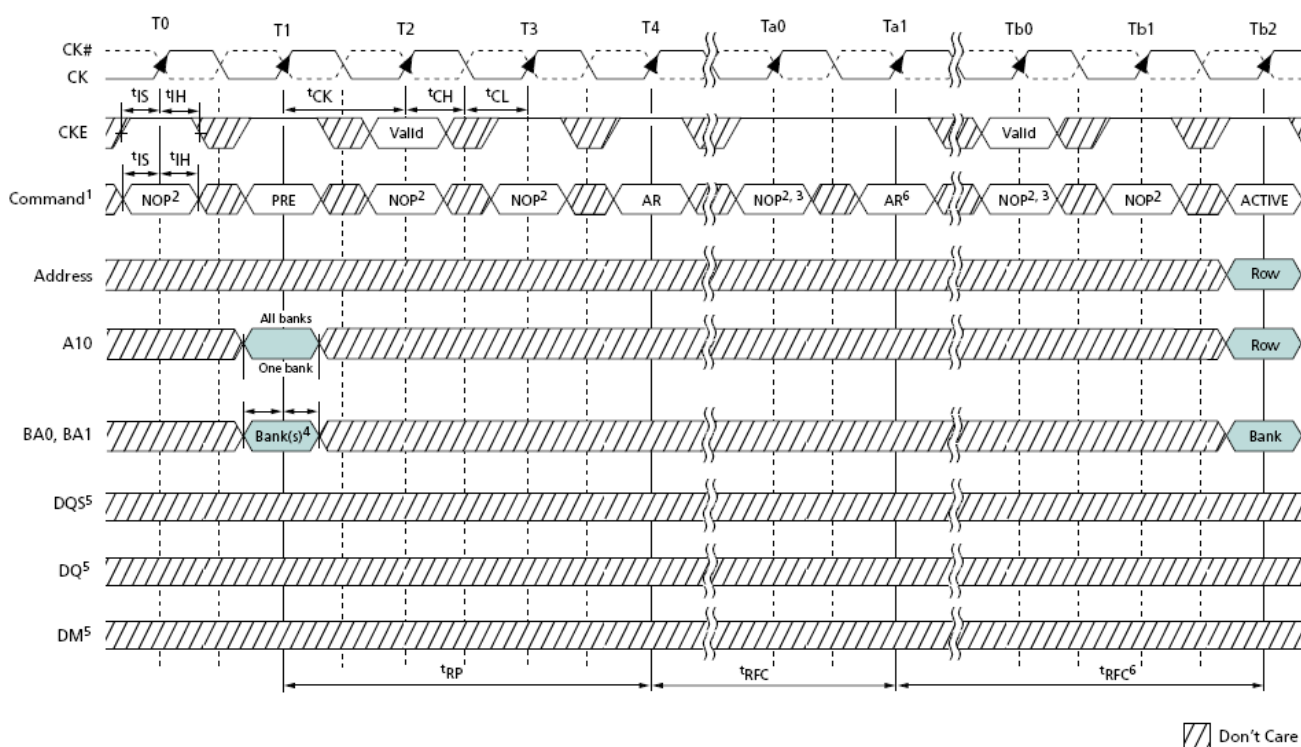 T0 T1 T2 T3 T4 Ta0 Ta1 Tb0 Tb1 Tb2
CK#
CK
tIS tIH tCK tCH tCL
CKE Valid Valid
tIS tIH
Command1 NOP2 PRE NOP2 NOP2 AR NOP2, 3 AR6 NOP2, 3 NOP2 ACTIVE
Address Row
All banks
A10 Row
One bank
BA0, BA1 Bank(s)4 Bank
DQS5
DQ5
DM5
tRP tRFC tRFC6
Don't Care